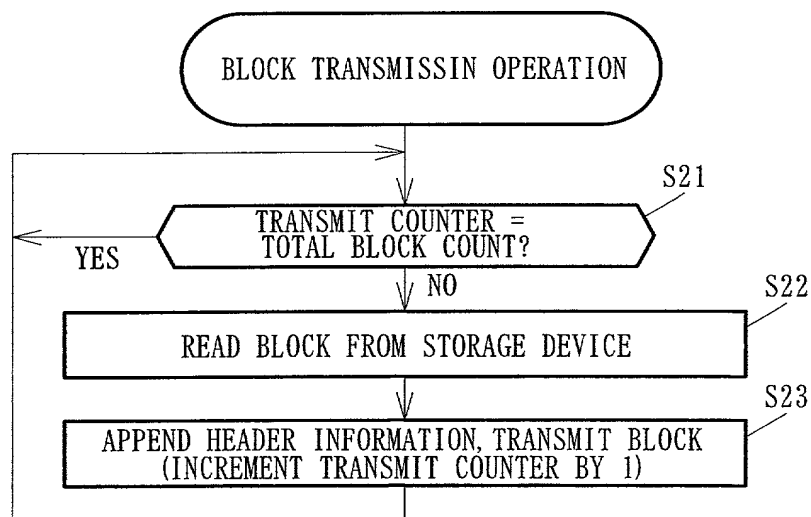 BLOCK TRANSMISSIN OPERATION
S21
TRANSMIT COUNTER =
TOTAL BLOCK COUNT?
YES
NO
S22
READ BLOCK FROM STORAGE DEVICE
S23
APPEND HEADER INFORMATION, TRANSMIT BLOCK
(INCREMENT TRANSMIT COUNTER BY 1)